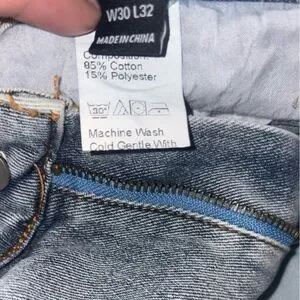 W30 L32
MADE IN CHINA
Composition:
85% Cotton
15% Polyester
30°
Machine Wash
Cold Gentle With